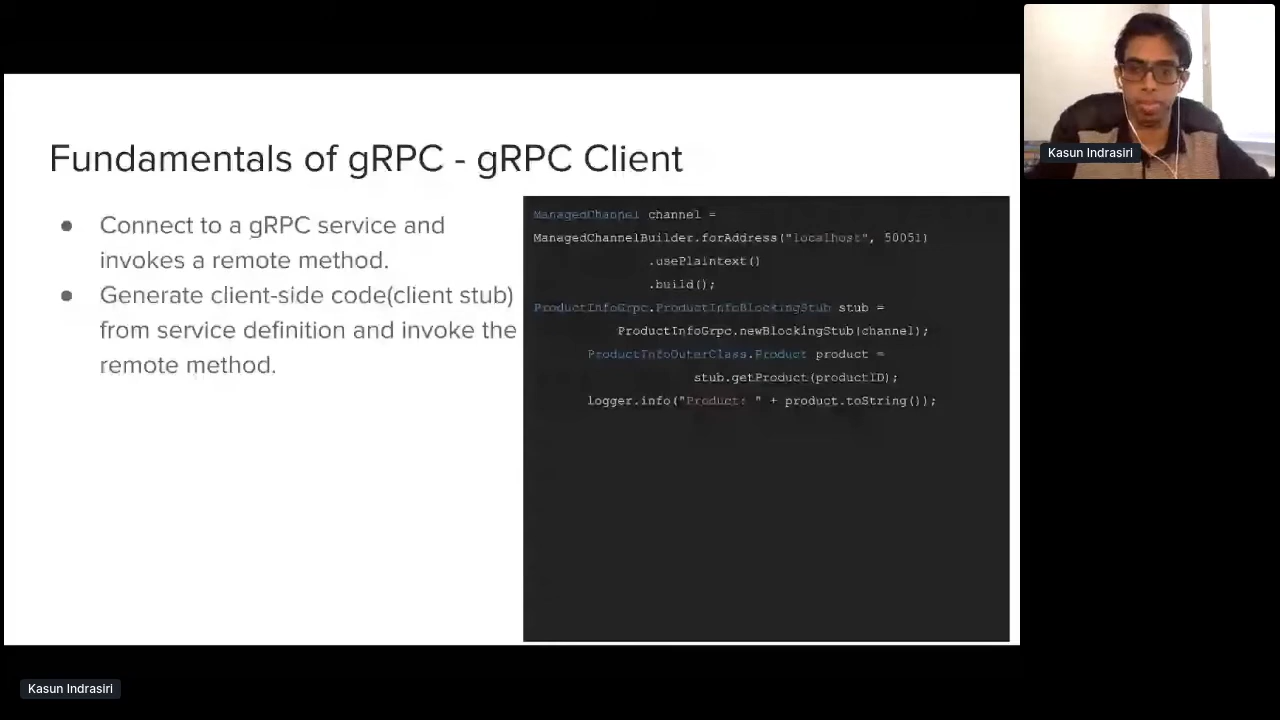 Fundamentals of gRPC - gRPC Client
● Connect to a gRPC service and
invokes a remote method.
● Generate client-side code(client stub)
from service definition and invoke the
remote method.
ManagedChannel channel =
ManagedChannelBuilder.forAddress("localhost", 50051)
.usePlaintext()
.build();
ProductInfoGrpc.ProductInfoBlockingStub stub =
ProductInfoGrpc.newBlockingStub(channel);
ProductInfoOuterClass.Product product =
stub.getProduct(productID);
logger.info("Product: " + product.toString());
Kasun Indrasiri
Kasun Indrasiri